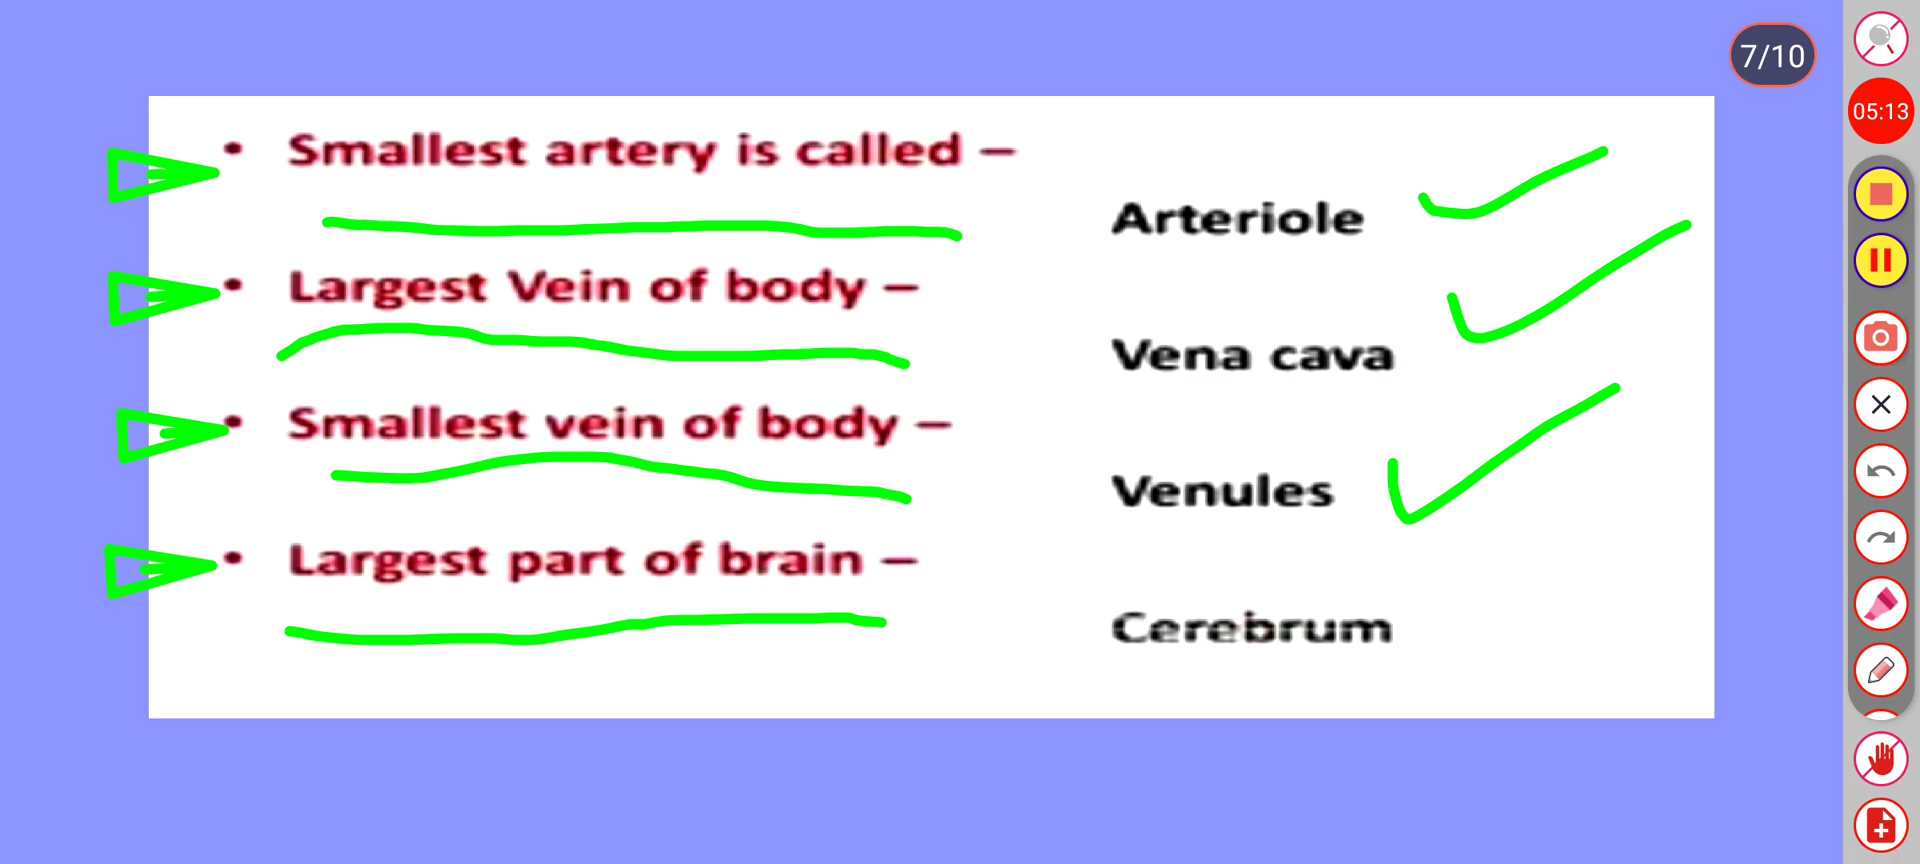 7/10
05:13
• Smallest artery is called –
Arteriole
• Largest Vein of body –
Vena cava
• Smallest vein of body –
Venules
• Largest part of brain –
Cerebrum